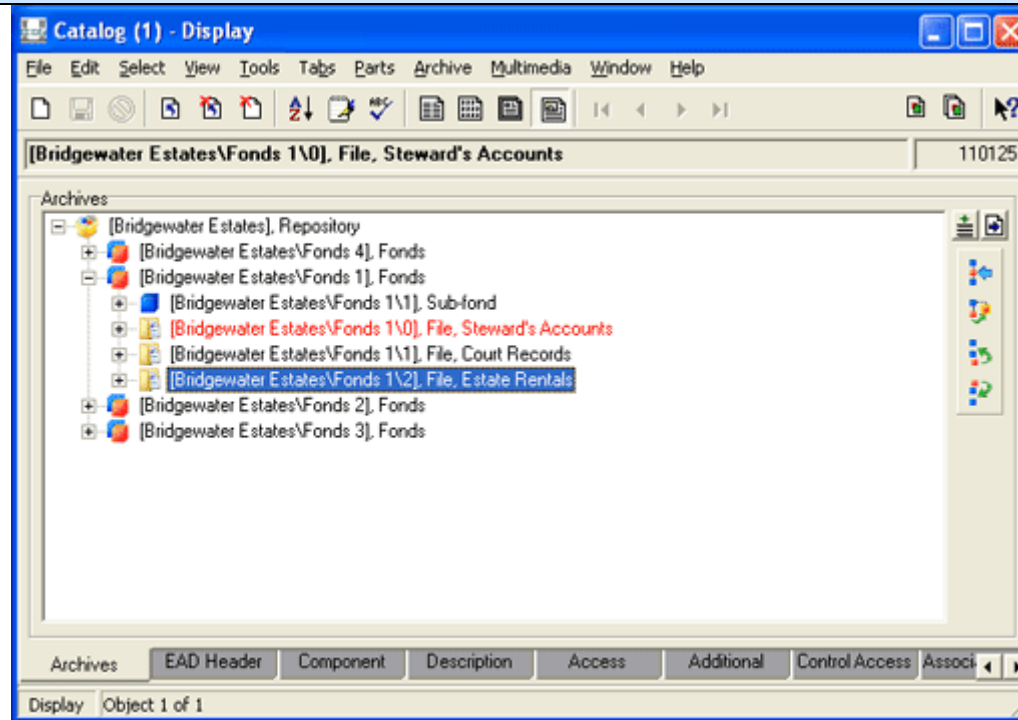 Catalog (1) - Display
File Edit Select View Tools Tabs Parts Archive Multimedia Window Help
[Bridgewater Estates\Fonds 1\0], File, Steward's Accounts 110125
Archives
[Bridgewater Estates], Repository
[Bridgewater Estates\Fonds 4], Fonds
[Bridgewater Estates\Fonds 1], Fonds
[Bridgewater Estates\Fonds 1\1], Sub-fond
[Bridgewater Estates\Fonds 1\0], File, Steward's Accounts
[Bridgewater Estates\Fonds 1\1], File, Court Records
[Bridgewater Estates\Fonds 1\2], File, Estate Rentals
[Bridgewater Estates\Fonds 2], Fonds
[Bridgewater Estates\Fonds 3], Fonds
Archives EAD Header Component Description Access Additional Control Access Associ
Display Object 1 of 1